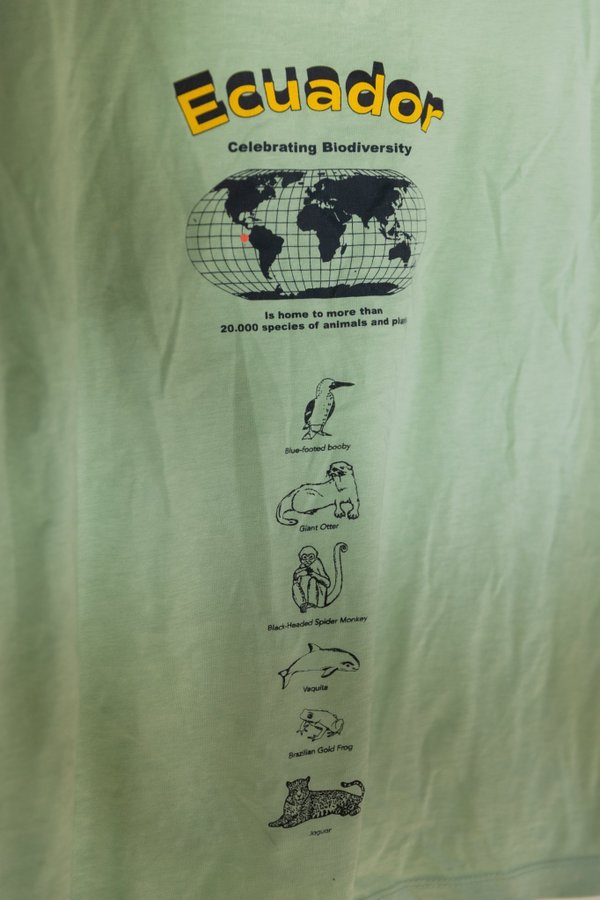 Ecuador
Celebrating Biodiversity
Is home to more than
20.000 species of animals and
Blue-footed booby
Giant Otter
Black-Headed Spider Monkey
Vaquita
Brazilian Gold Frog
Jaguar